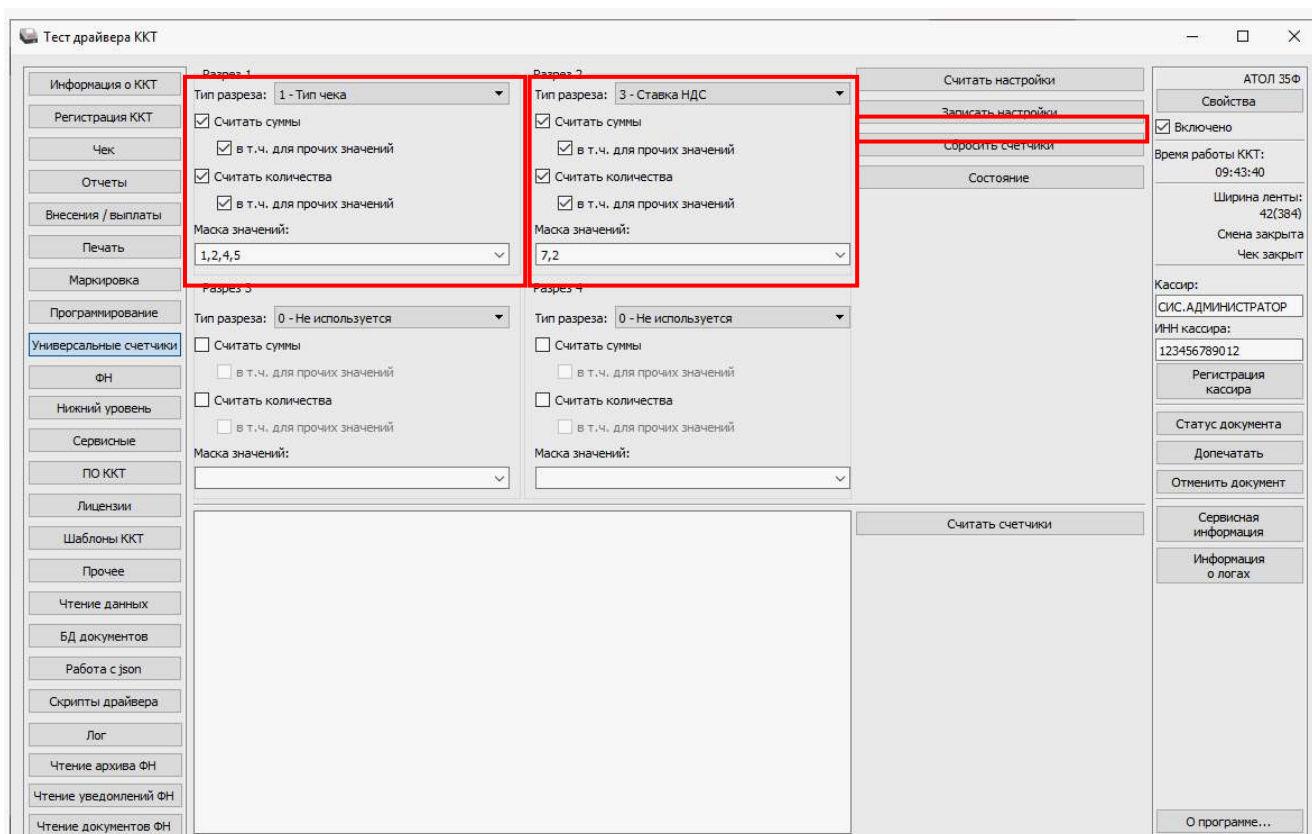 Тест драйвера ККТ
Информация о ККТ
Регистрация ККТ
Чек
Отчеты
Внесения / выплаты
Печать
Маркировка
Программирование
Универсальные счетчики
ФН
Нижний уровень
Сервисные
ПО ККТ
Лицензии
Шаблоны ККТ
Прочее
Чтение данных
БД документов
Работа с json
Скрипты драйвера
Лог
Чтение архива ФН
Чтение уведомлений ФН
Чтение документов ФН
Разрез 1
Тип разреза: 1 - Тип чека
Считать суммы
в т.ч. для прочих значений
Считать количества
в т.ч. для прочих значений
Маска значений:
1,2,4,5
Разрез 2
Тип разреза: 3 - Ставка НДС
Считать суммы
в т.ч. для прочих значений
Считать количества
в т.ч. для прочих значений
Маска значений:
7,2
Разрез 3
Тип разреза: 0 - Не используется
Считать суммы
в т.ч. для прочих значений
Считать количества
в т.ч. для прочих значений
Маска значений:
Разрез 4
Тип разреза: 0 - Не используется
Считать суммы
в т.ч. для прочих значений
Считать количества
в т.ч. для прочих значений
Маска значений:
Считать настройки
Записать настройки
Сбросить счетчики
Состояние
Считать счетчики
АТОЛ 35Ф
Свойства
Включено
Время работы ККТ:
09:43:40
Ширина ленты:
42(384)
Смена закрыта
Чек закрыт
Кассир:
СИС.АДМИНИСТРАТОР
ИНН кассира:
123456789012
Регистрация
кассира
Статус документа
Допечатать
Отменить документ
Сервисная
информация
Информация
о логах
О программе...